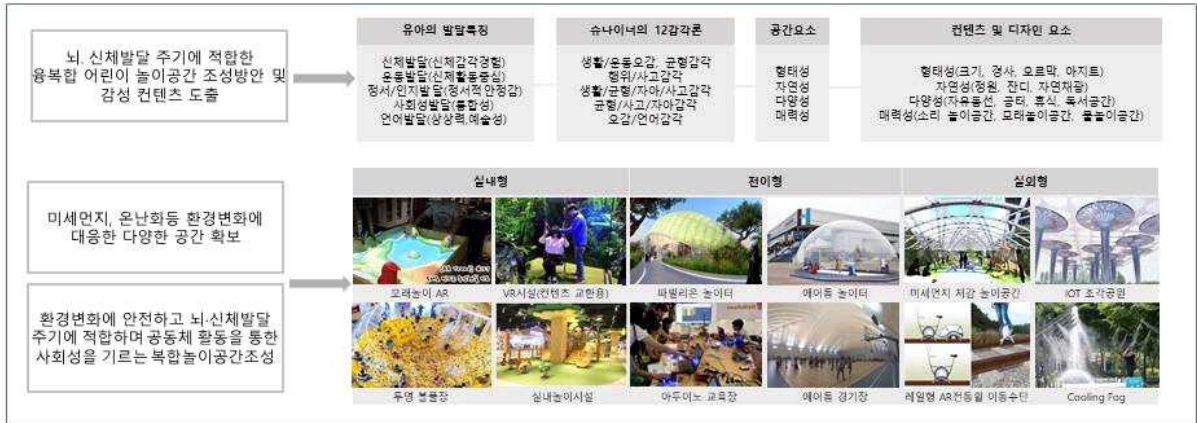 뇌. 신체발달 주기에 적합한
융복합 어린이 놀이공간 조성방안 및
감성 컨텐츠 도출
유아의 발달특징
신체발달(신체감각경험)
운동발달(신체활동중심)
정서/인지발달(정서적안정감)
사회성발달(통합성)
언어발달(상상력,예술성)
슈나이너의 12감각론
생활/운동오감, 균형감각
행위/사고감각
생활/균형/자아/사고감각
균형/사고/자아감각
오감/언어감각
공간요소
형태성
자연성
다양성
매력성
컨텐츠 및 디자인 요소
형태성(크기, 경사, 오르막, 아지트)
자연성(정원, 잔디, 자연채광)
다양성(자유동선, 공터, 휴식, 독서공간)
매력성(소리 놀이공간, 모래놀이공간, 물놀이공간)
미세먼지, 온난화등 환경변화에
대응한 다양한 공간 확보
환경변화에 안전하고 뇌·신체발달
주기에 적합하며 공동체 활동을 통한
사회성을 기르는 복합놀이공간조성
실내형
전이형
실외형
모래놀이 AR
VR시설(컨텐츠 교환용)
파빌리온 놀이터
에어돔 놀이터
미세먼지 저감 놀이공간
IOT 조각공원
투명 볼풀장
실내놀이시설
아두이노 교육장
에어돔 경기장
레일형 AR전동휠 이동수단
Cooling Fog